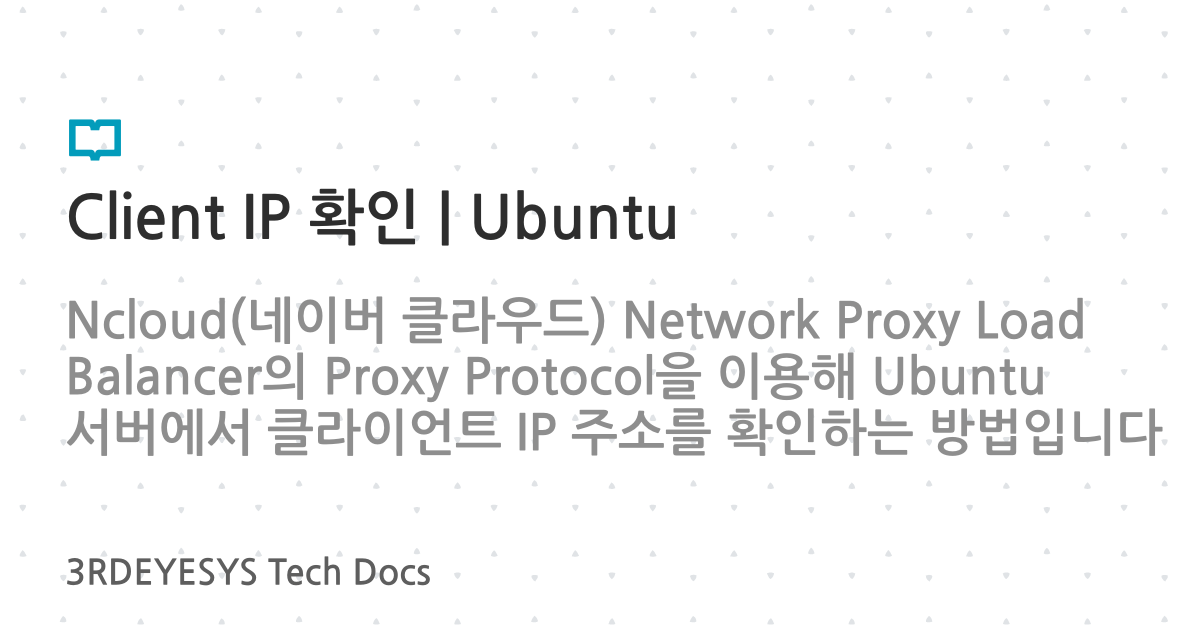 Client IP 확인 | Ubuntu
Ncloud(네이버 클라우드) Network Proxy Load
Balancer의 Proxy Protocol을 이용해 Ubuntu
서버에서 클라이언트 IP 주소를 확인하는 방법입니다
3RDEYESYS Tech Docs